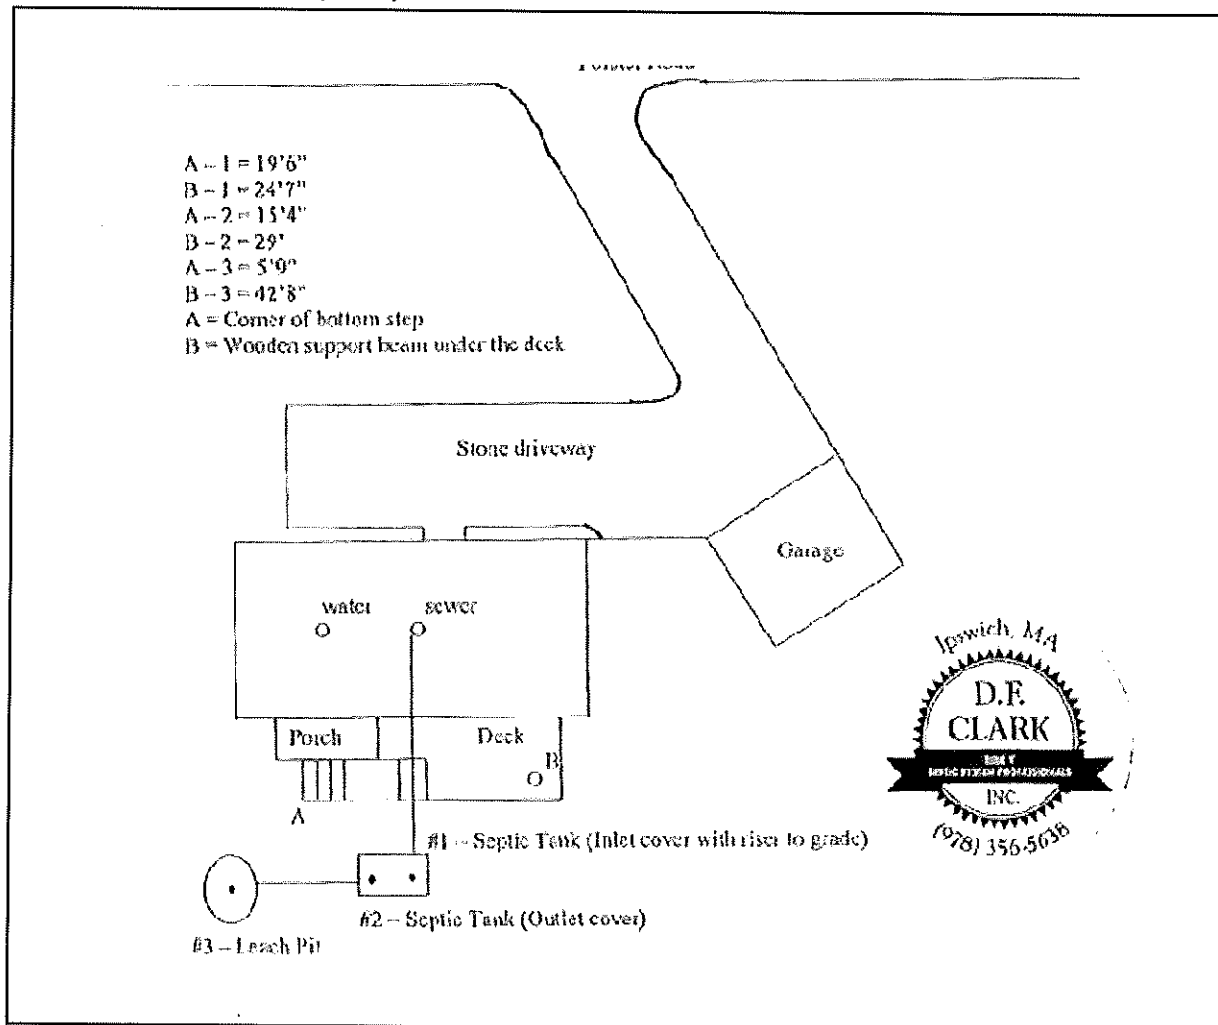 A – 1 = 19'6"
B – 1 = 24'7"
A – 2 = 15'4"
B – 2 = 29'
A – 3 = 5'9"
B – 3 = 42'8"
A = Corner of bottom step
B = Wooden support beam under the deck
Stone driveway
Garage
water
sewer
Porch
Deck
B
A
Ipswich, MA
D.F.
CLARK
INC.
(978) 356-5638
#1 – Septic Tank (Inlet cover with riser to grade)
#2 – Septic Tank (Outlet cover)
#3 – Leach Pit